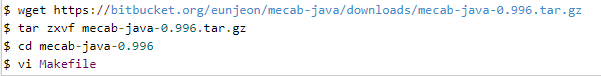 $ wget https://bitbucket.org/eunjeon/mecab-java/downloads/mecab-java-0.996.tar.gz
$ tar zxvf mecab-java-0.996.tar.gz
$ cd mecab-java-0.996
$ vi Makefile